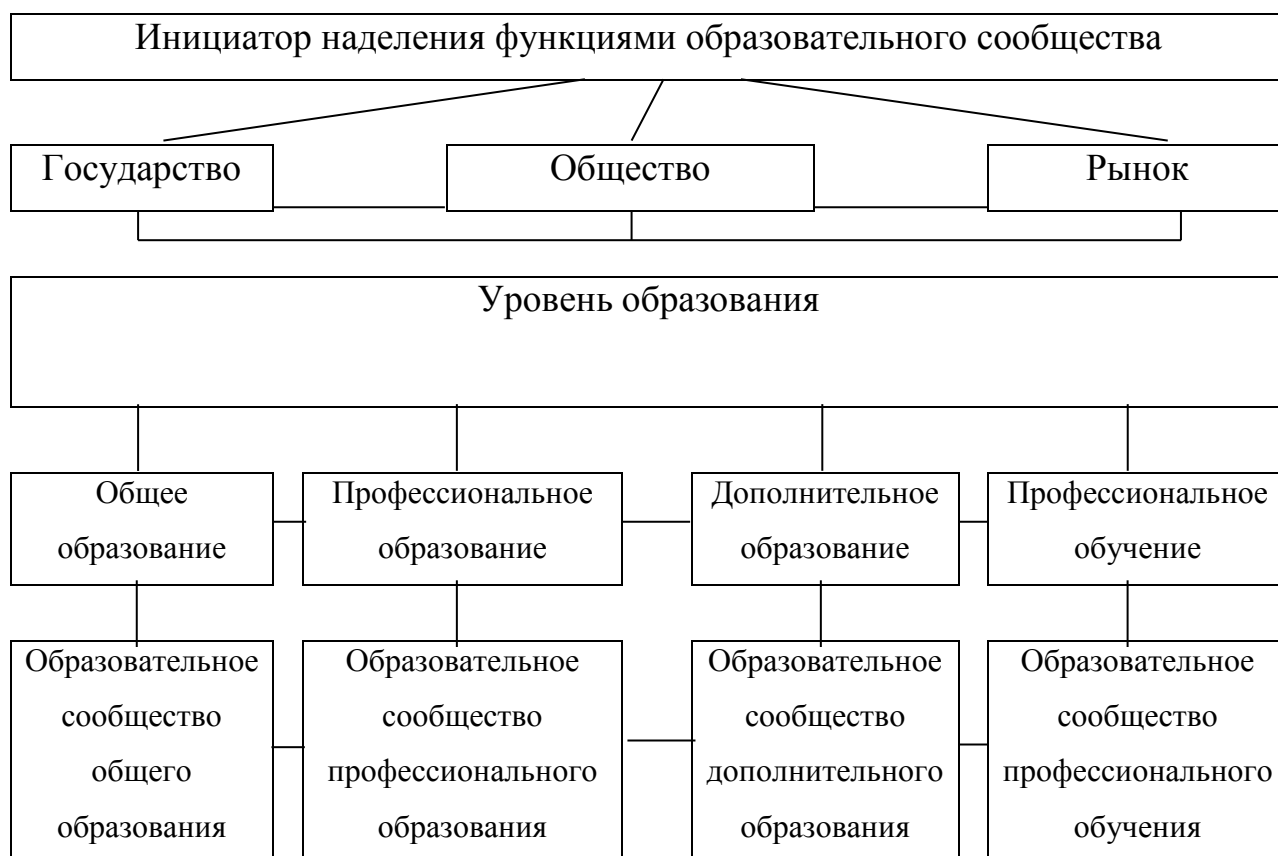 Инициатор наделения функциями образовательного сообщества
Государство
Общество
Рынок
Уровень образования
Общее
образование
Профессиональное
образование
Дополнительное
образование
Профессиональное
обучение
Образовательное
сообщество
общего
образования
Образовательное
сообщество
профессионального
образования
Образовательное
сообщество
дополнительного
образования
Образовательное
сообщество
профессионального
обучения